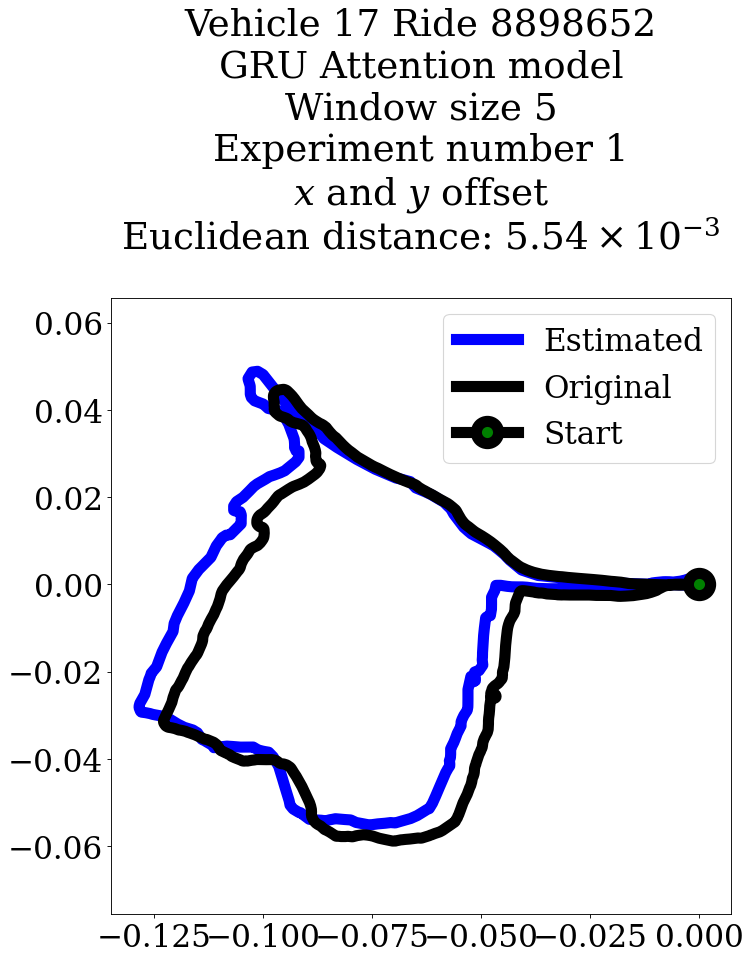 Vehicle 17 Ride 8898652
GRU Attention model
Window size 5
Experiment number 1
x and y offset
Euclidean distance: 5.54 × 10⁻³
Estimated
Original
Start
0.06
0.04
0.02
0.00
−0.02
−0.04
−0.06
−0.125 −0.100 −0.075 −0.050 −0.025 0.000